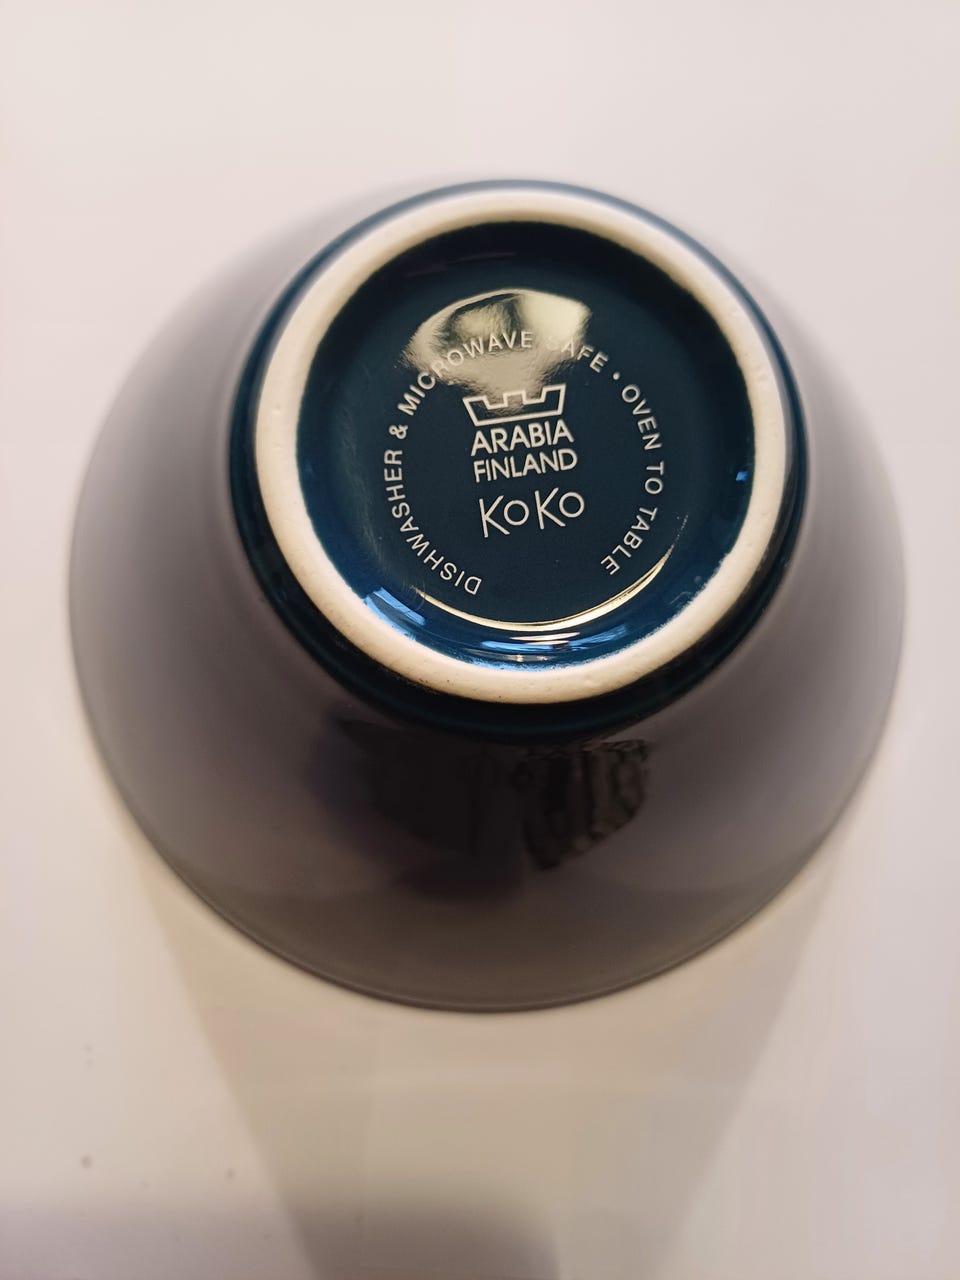 DISHWASHER & MICROWAVE SAFE • OVEN TO TABLE
ARABIA
FINLAND
KoKo